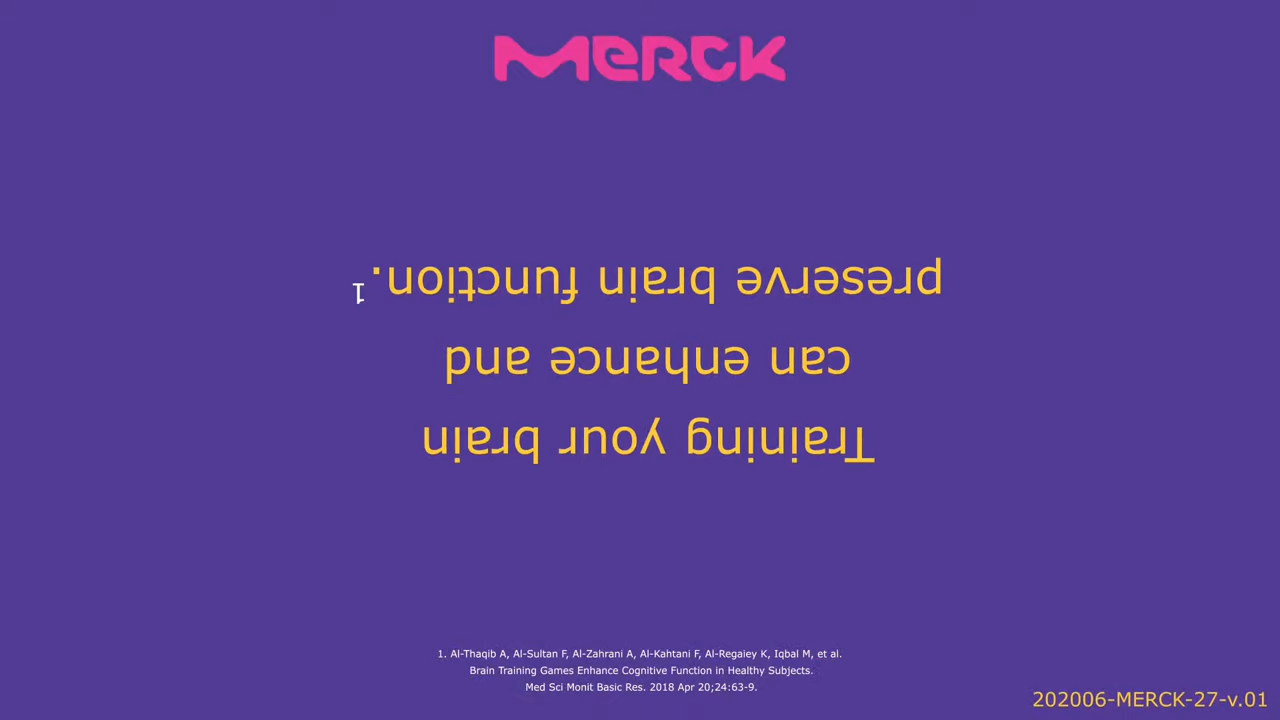 MERCK
Training your brain
can enhance and
preserve brain function.1
1. Al-Thaqib A, Al-Sultan F, Al-Zahrani A, Al-Kahtani F, Al-Regaiey K, Iqbal M, et al.
Brain Training Games Enhance Cognitive Function in Healthy Subjects.
Med Sci Monit Basic Res. 2018 Apr 20;24:63-9.
202006-MERCK-27-v.01